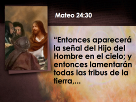 Mateo 24:30
“Entonces aparecerá
la señal del Hijo del
Hombre en el cielo; y
entonces lamentarán
todas las tribus de la
tierra,...